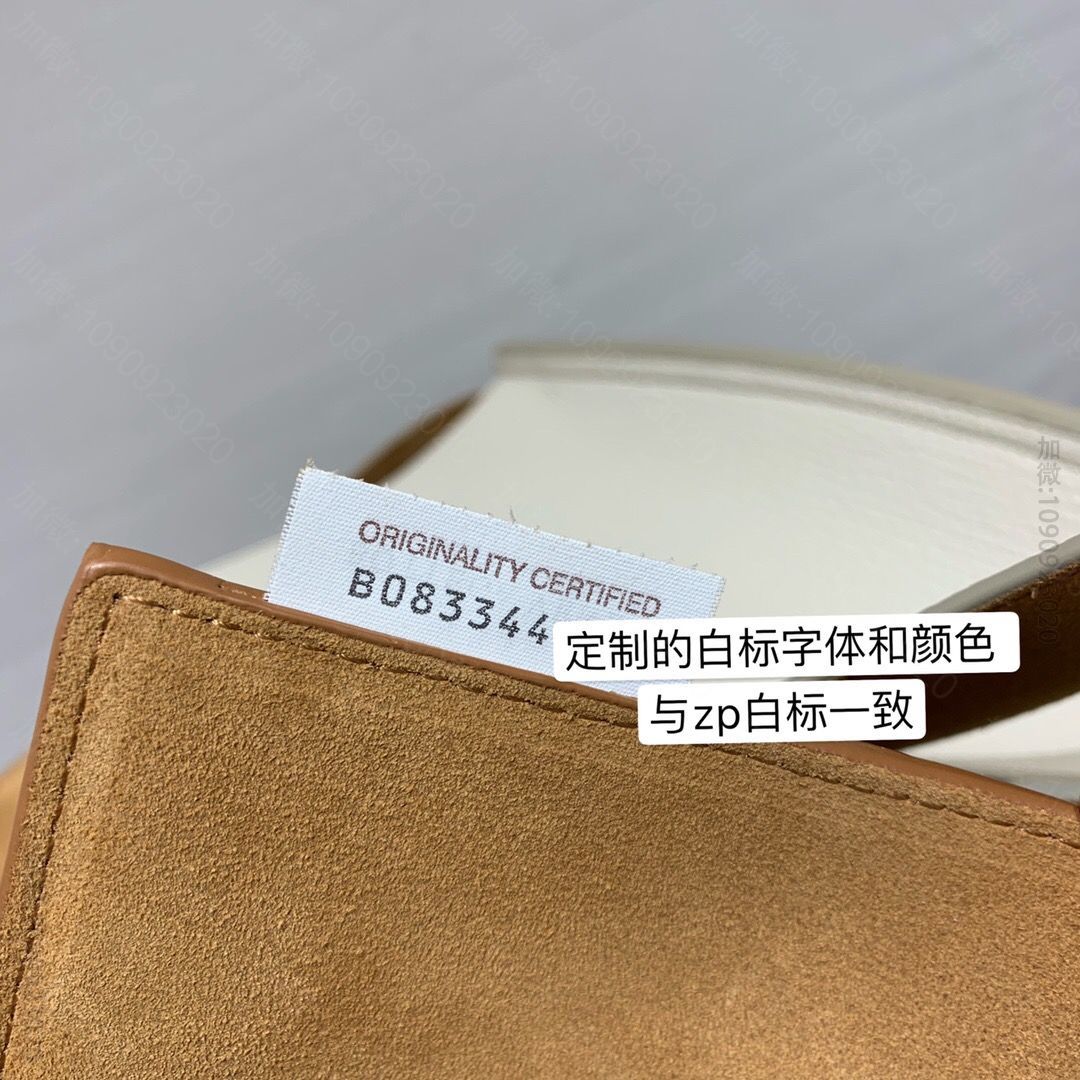 ORIGINALITY CERTIFIED
B083344
定制的白标字体和颜色
与zp白标一致
加微:1090923020